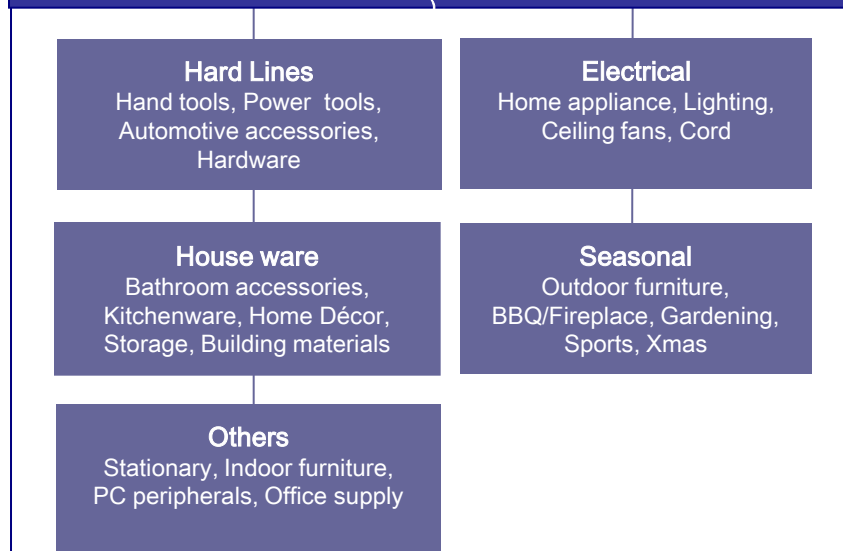 Hard Lines
Hand tools, Power tools,
Automotive accessories,
Hardware
Electrical
Home appliance, Lighting,
Ceiling fans, Cord
House ware
Bathroom accessories,
Kitchenware, Home Décor,
Storage, Building materials
Seasonal
Outdoor furniture,
BBQ/Fireplace, Gardening,
Sports, Xmas
Others
Stationary, Indoor furniture,
PC peripherals, Office supply